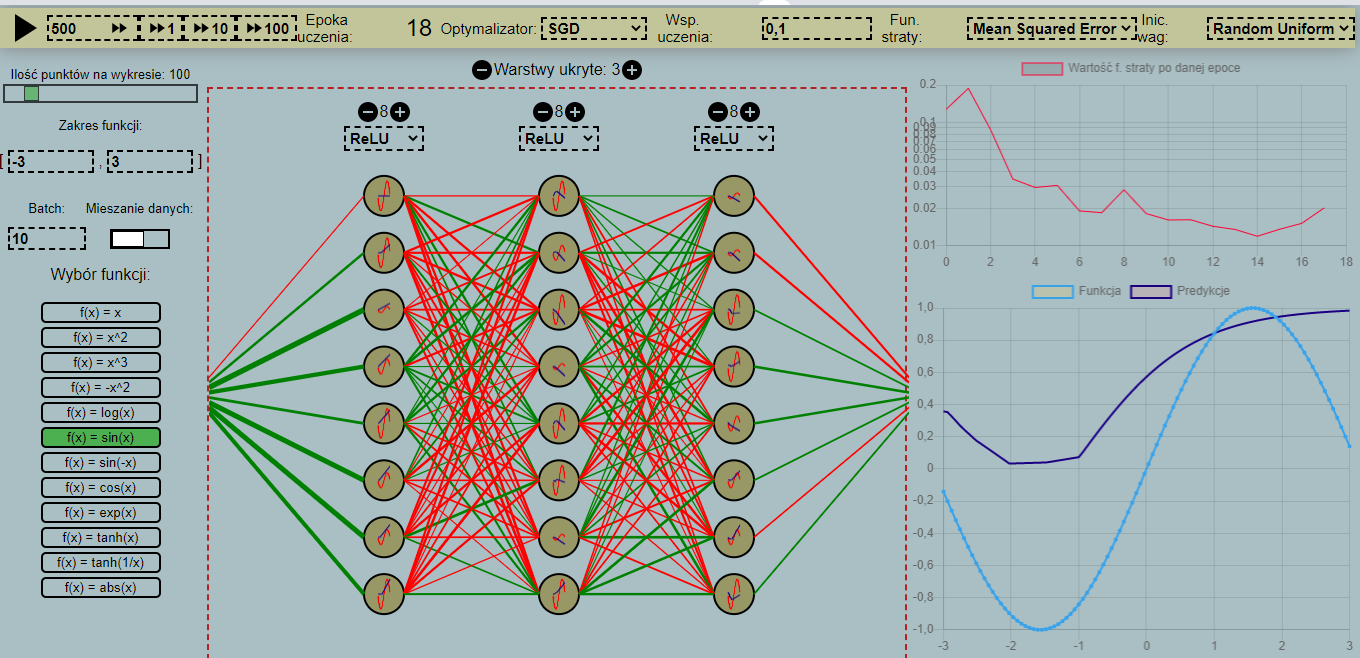 500 1 10 100 Epoka uczenia: 18 Optymalizator: SGD Wsp. uczenia: 0,1 Fun. straty: Mean Squared Error Inic. wag: Random Uniform
Ilość punktów na wykresie: 100
Zakres funkcji:
[ -3 , 3 ]
Batch: Mieszanie danych:
10
Wybór funkcji:
f(x) = x
f(x) = x^2
f(x) = x^3
f(x) = -x^2
f(x) = log(x)
f(x) = sin(x)
f(x) = sin(-x)
f(x) = cos(x)
f(x) = exp(x)
f(x) = tanh(x)
f(x) = tanh(1/x)
f(x) = abs(x)
Warstwy ukryte: 3
8 8 8
ReLU ReLU ReLU
Wartość f. straty po danej epoce
0.2
0.1
0.09
0.08
0.07
0.06
0.05
0.04
0.03
0.02
0.01
0 2 4 6 8 10 12 14 16 18
Funkcja Predykcje
1,0
0,8
0,6
0,4
0,2
0
-0,2
-0,4
-0,6
-0,8
-1,0
-3 -2 -1 0 1 2 3